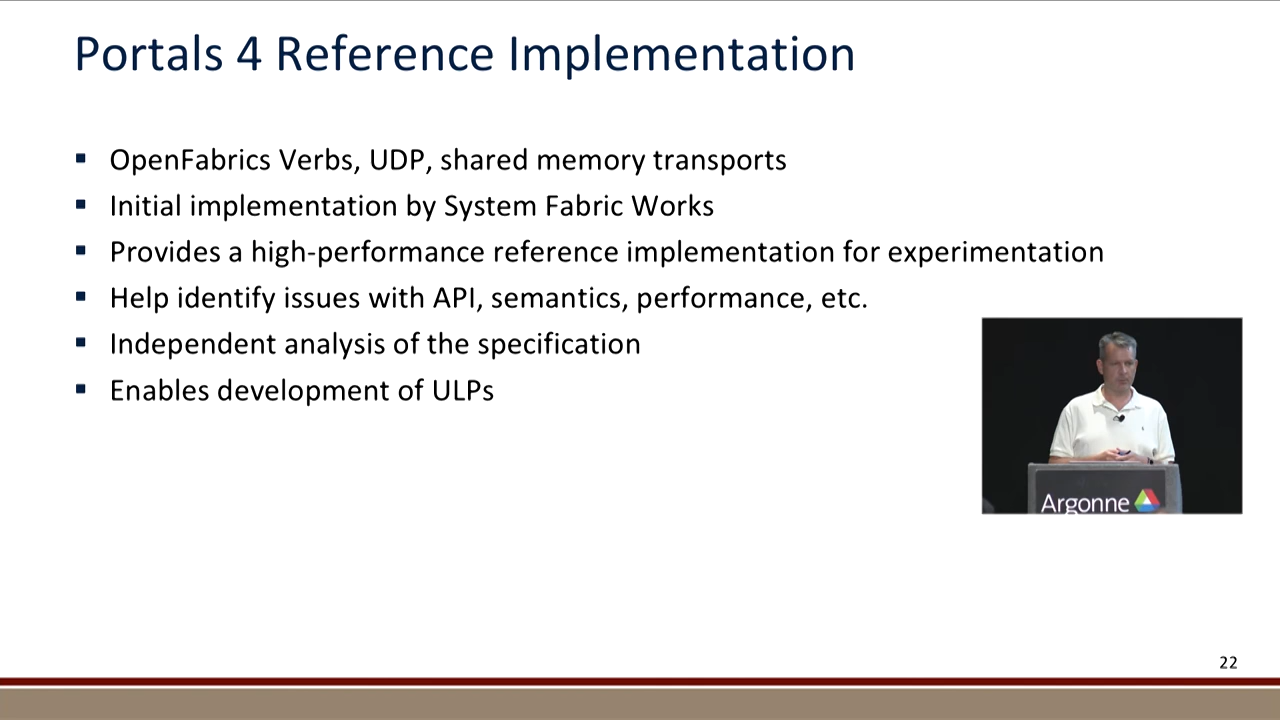 Portals 4 Reference Implementation
OpenFabrics Verbs, UDP, shared memory transports
Initial implementation by System Fabric Works
Provides a high-performance reference implementation for experimentation
Help identify issues with API, semantics, performance, etc.
Independent analysis of the specification
Enables development of ULPs
Argonne
22